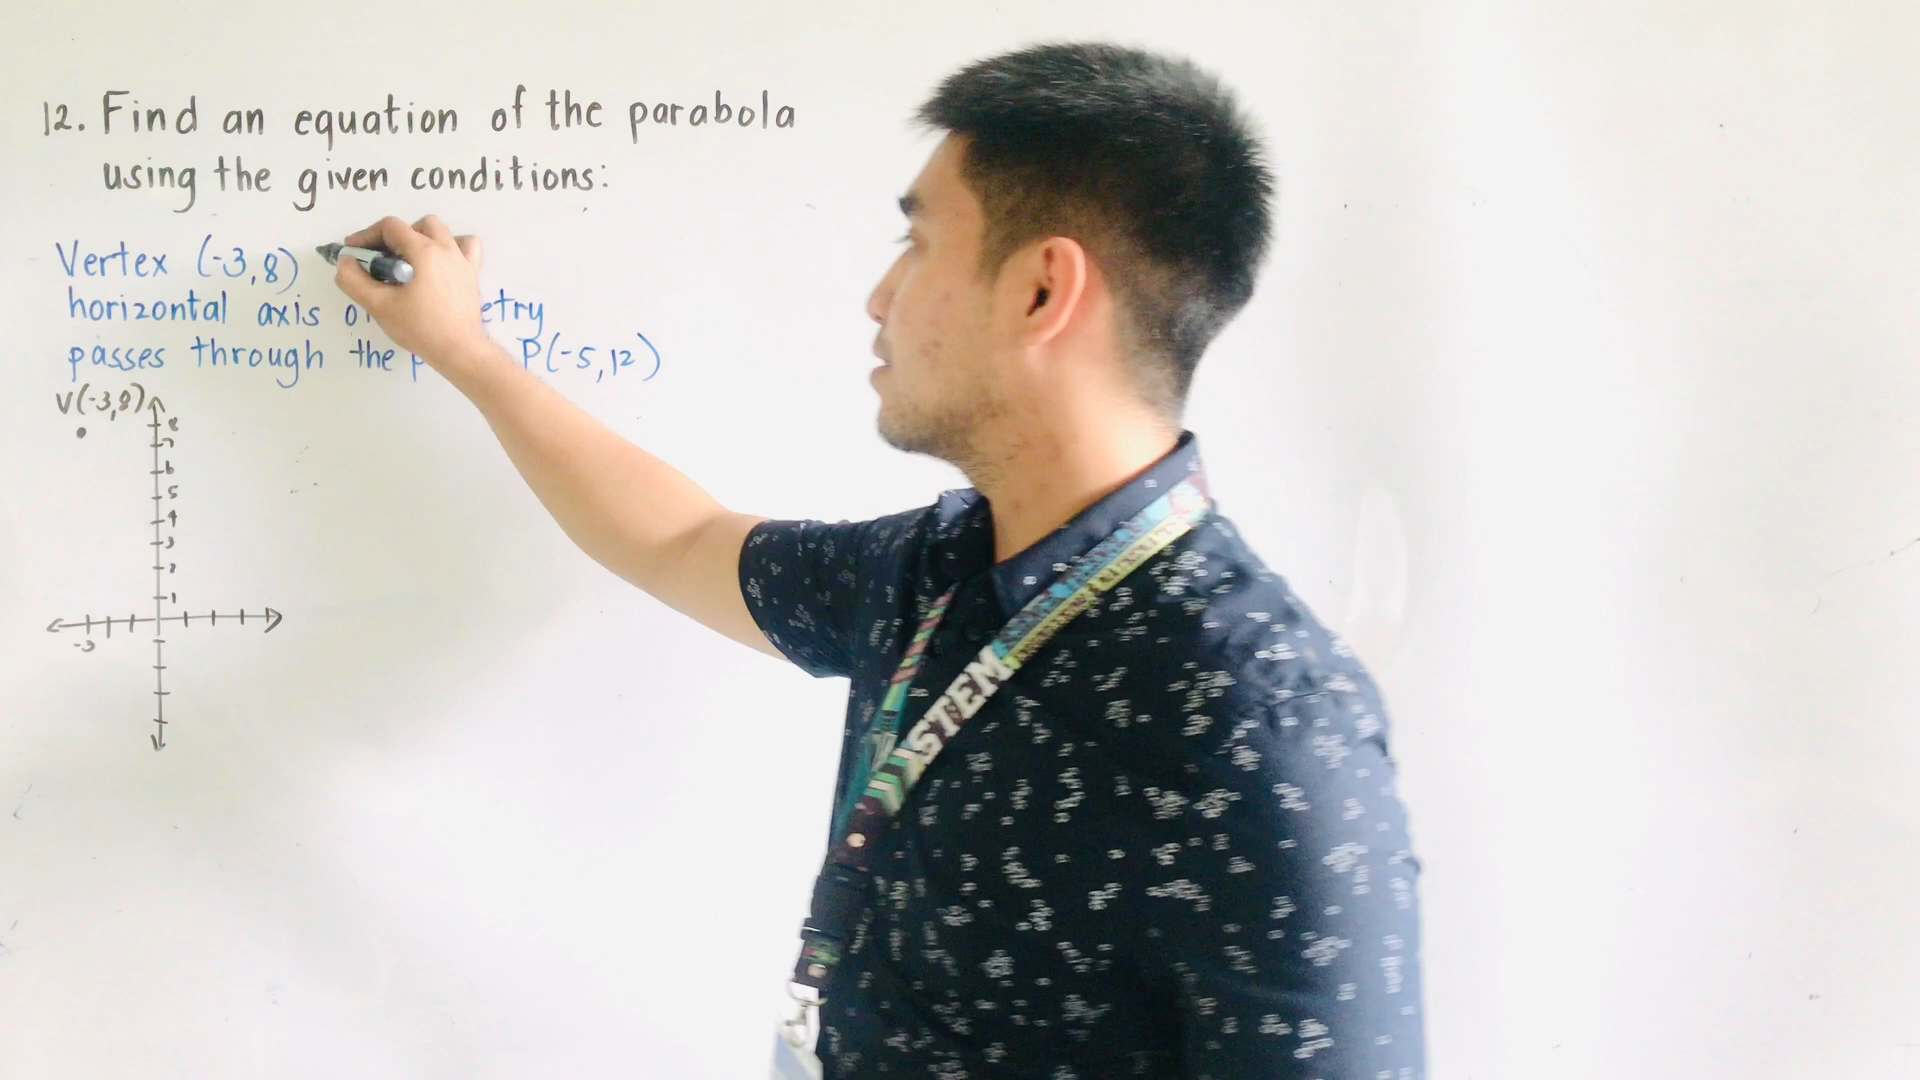 12. Find an equation of the parabola
using the given conditions:
Vertex (-3,8)
horizontal axis etry
passes through the P(-5,12)
V(-3,8)
8
7
6
5
4
3
2
1
-3
STEM